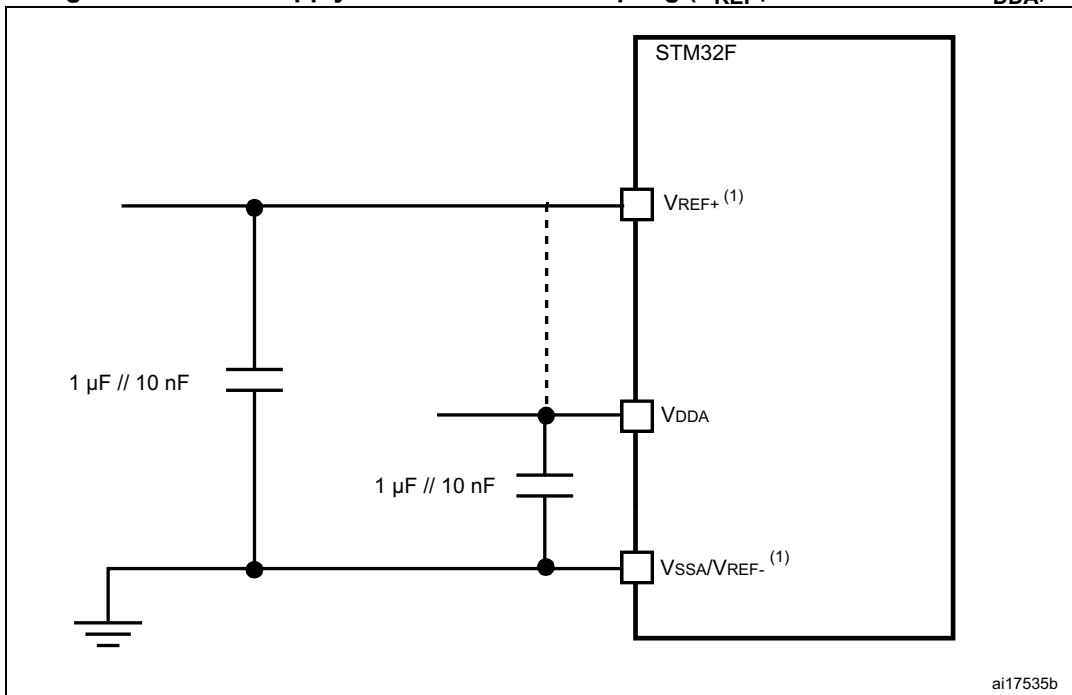 STM32F
VREF+ (1)
1 µF // 10 nF
VDDA
1 µF // 10 nF
VSSA/VREF- (1)
ai17535b